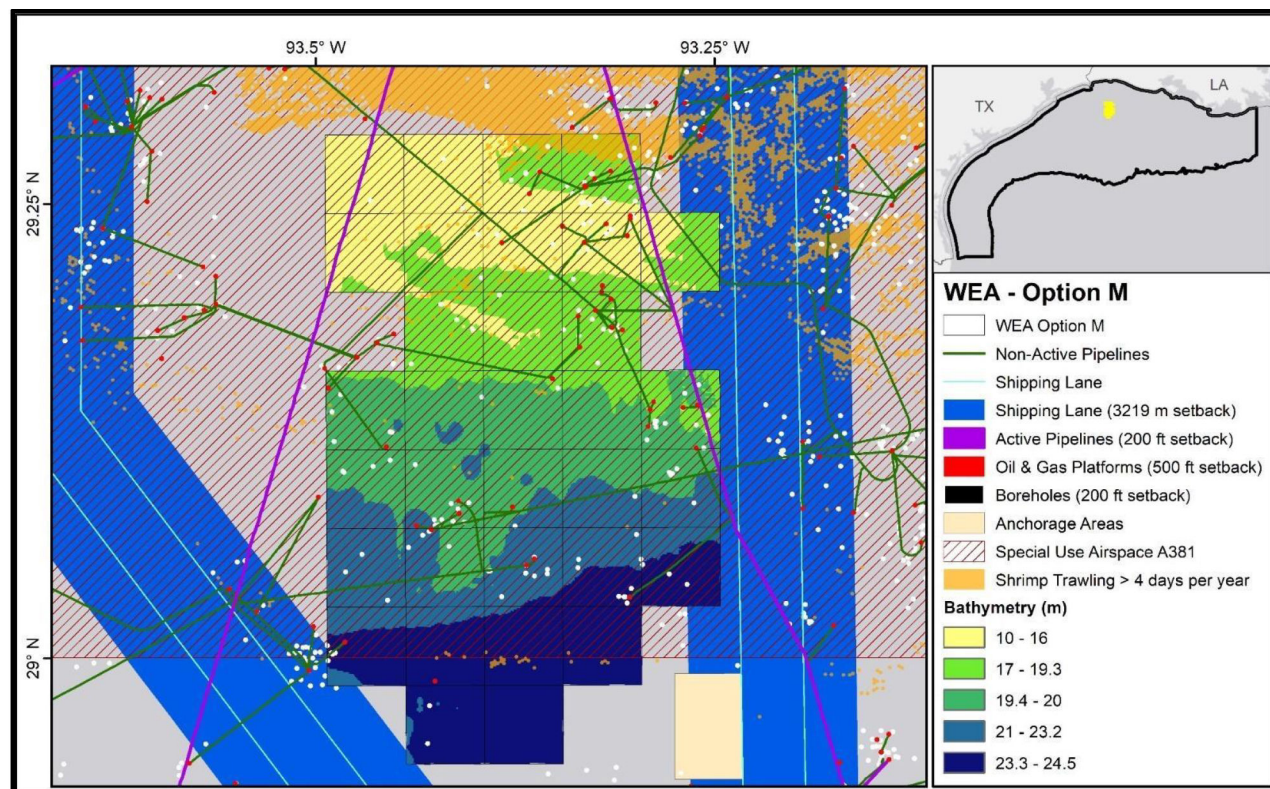 93.5° W
93.25° W
29.25° N
29° N
TX
LA
WEA - Option M
WEA Option M
Non-Active Pipelines
Shipping Lane
Shipping Lane (3219 m setback)
Active Pipelines (200 ft setback)
Oil & Gas Platforms (500 ft setback)
Boreholes (200 ft setback)
Anchorage Areas
Special Use Airspace A381
Shrimp Trawling > 4 days per year
Bathymetry (m)
10 - 16
17 - 19.3
19.4 - 20
21 - 23.2
23.3 - 24.5